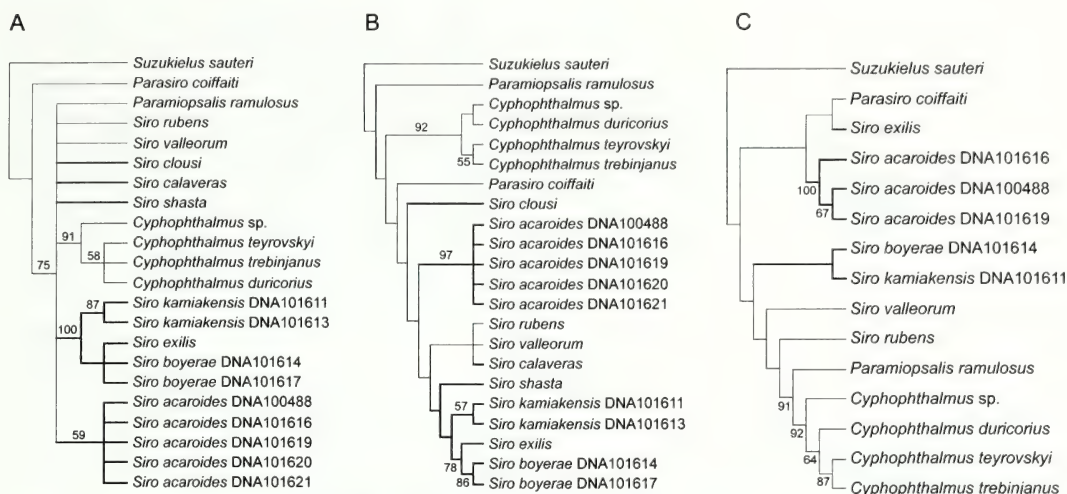 A
Suzukielus sauteri
Parasiro coiffaiti
Paramiopsalis ramulosus
Siro rubens
Siro valleorum
Siro clousi
Siro calaveras
Siro shasta
Cyphophthalmus sp.
91
Cyphophthalmus teyrovskyi
58
Cyphophthalmus trebinjanus
75
Cyphophthalmus duricorius
Siro kamiakensis DNA101611
87
Siro kamiakensis DNA101613
100
Siro exilis
Siro boyerae DNA101614
Siro boyerae DNA101617
Siro acaroides DNA100488
Siro acaroides DNA101616
59
Siro acaroides DNA101619
Siro acaroides DNA101620
Siro acaroides DNA101621
B
Suzukielus sauteri
Paramiopsalis ramulosus
Cyphophthalmus sp.
92
Cyphophthalmus duricorius
Cyphophthalmus teyrovskyi
55
Cyphophthalmus trebinjanus
Parasiro coiffaiti
Siro clousi
Siro acaroides DNA100488
Siro acaroides DNA101616
97
Siro acaroides DNA101619
Siro acaroides DNA101620
Siro acaroides DNA101621
Siro rubens
Siro valleorum
Siro calaveras
Siro shasta
57
Siro kamiakensis DNA101611
Siro kamiakensis DNA101613
Siro exilis
78
Siro boyerae DNA101614
86
Siro boyerae DNA101617
C
Suzukielus sauteri
Parasiro coiffaiti
Siro exilis
Siro acaroides DNA101616
100
Siro acaroides DNA100488
67
Siro acaroides DNA101619
Siro boyerae DNA101614
Siro kamiakensis DNA101611
Siro valleorum
Siro rubens
Paramiopsalis ramulosus
91
Cyphophthalmus sp.
92
Cyphophthalmus duricorius
64
Cyphophthalmus teyrovskyi
87
Cyphophthalmus trebinjanus